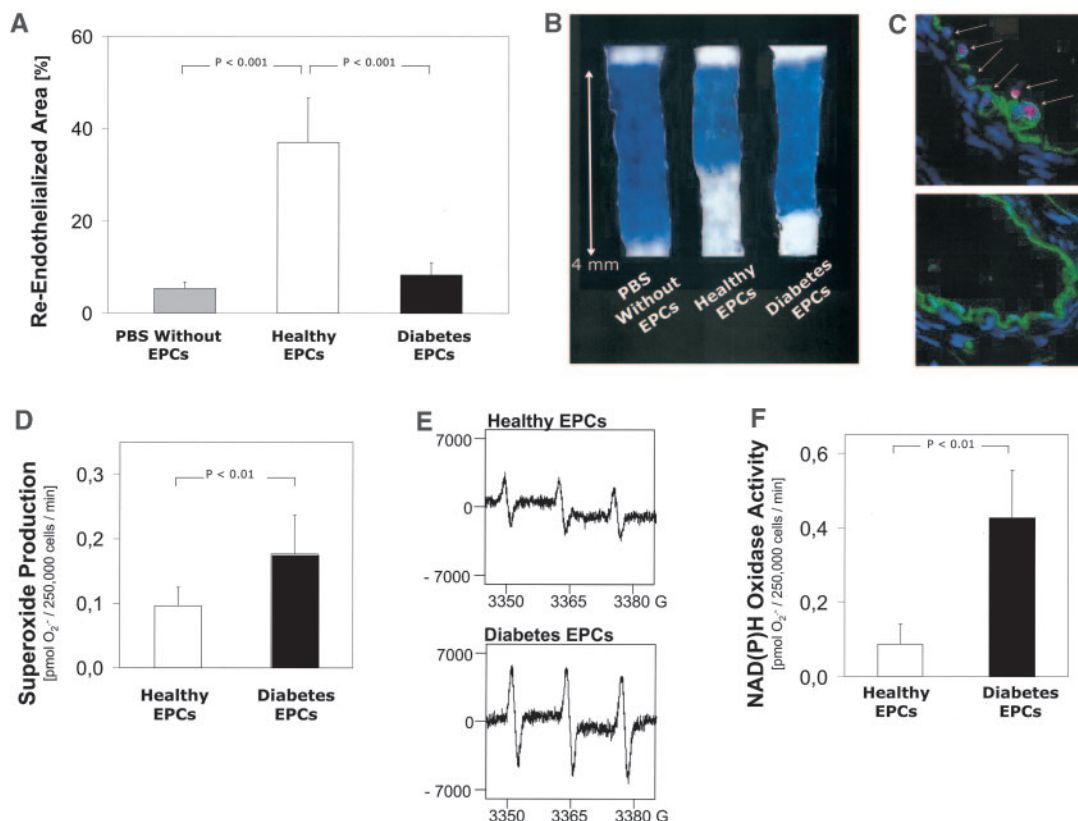 A
Re-Endothelialized Area [%]
60
40
20
0
P < 0.001
P < 0.001
PBS Without
EPCs
Healthy
EPCs
Diabetes
EPCs
B
4 mm
PBS
Without
EPCs
Healthy
EPCs
Diabetes
EPCs
C
D
Superoxide Production
[pmol O₂·⁻ / 250,000 cells / min]
0,3
0,2
0,1
0,0
P < 0.01
Healthy
EPCs
Diabetes
EPCs
E
Healthy EPCs
7000
0
- 7000
3350 3365 3380 G
Diabetes EPCs
7000
0
- 7000
3350 3365 3380 G
F
NAD(P)H Oxidase Activity
[pmol O₂·⁻ / 250,000 cells / min]
0,6
0,4
0,2
0,0
P < 0.01
Healthy
EPCs
Diabetes
EPCs